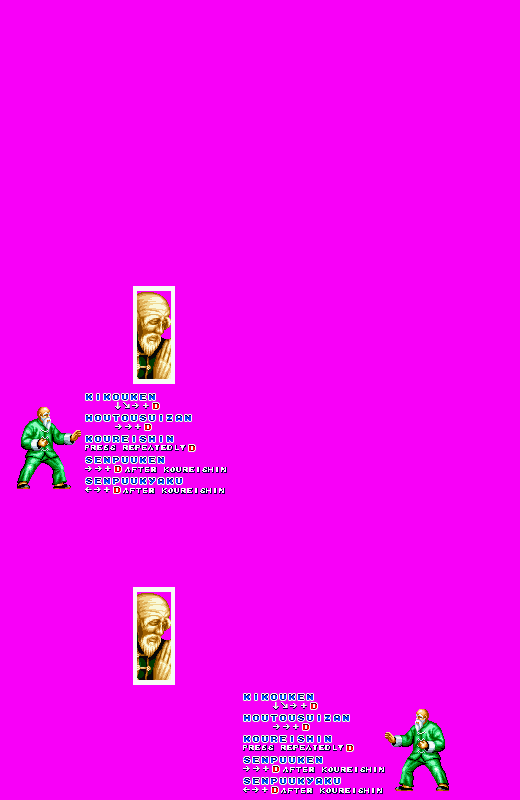 KIKOUKEN
↓↘→+D
HOUTOUSUIZAN
→→+D
KOUREISHIN
PRESS REPEATEDLY D
SENPUUKEN
→→+D AFTER KOUREISHIN
SENPUUKYAKU
←→+D AFTER KOUREISHIN
KIKOUKEN
↓↘→+D
HOUTOUSUIZAN
→→+D
KOUREISHIN
PRESS REPEATEDLY D
SENPUUKEN
→→+D AFTER KOUREISHIN
SENPUUKYAKU
←→+D AFTER KOUREISHIN